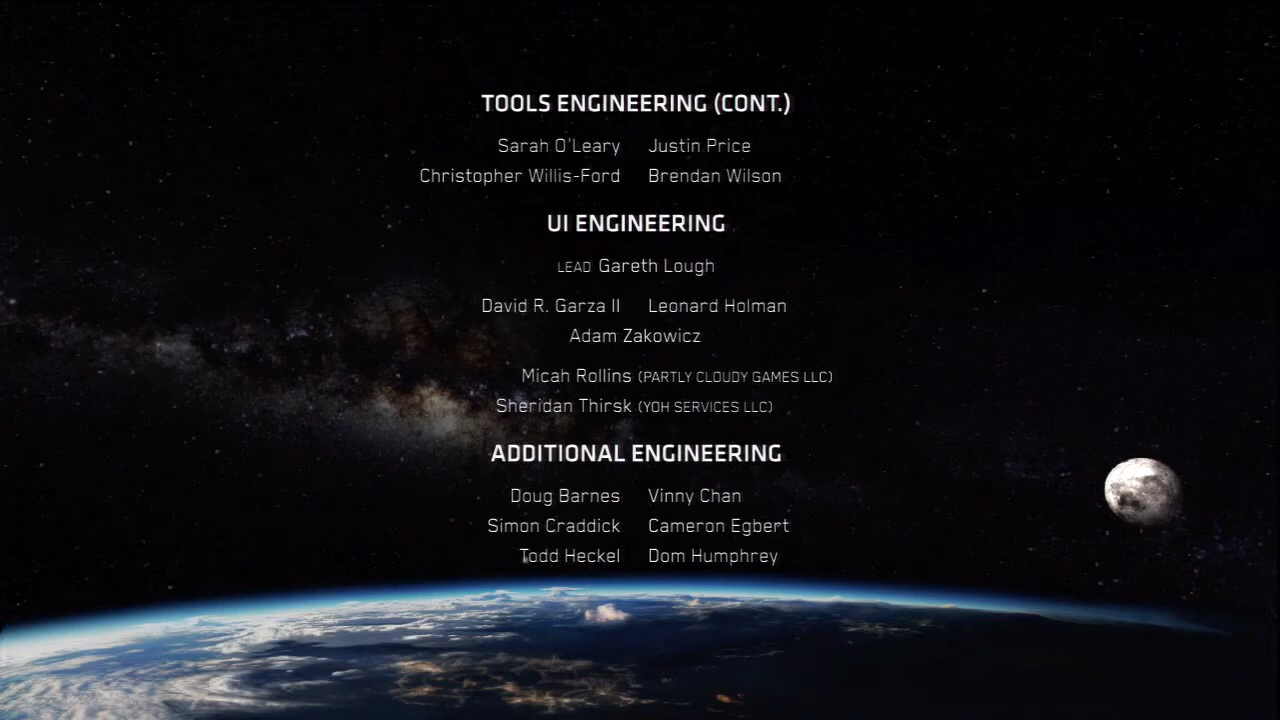 TOOLS ENGINEERING (CONT.)
Sarah O'Leary Justin Price
Christopher Willis-Ford Brendan Wilson
UI ENGINEERING
LEAD Gareth Lough
David R. Garza II Leonard Holman
Adam Zakowicz
Micah Rollins (PARTLY CLOUDY GAMES LLC)
Sheridan Thirsk (YOH SERVICES LLC)
ADDITIONAL ENGINEERING
Doug Barnes Vinny Chan
Simon Craddick Cameron Egbert
Todd Heckel Dom Humphrey